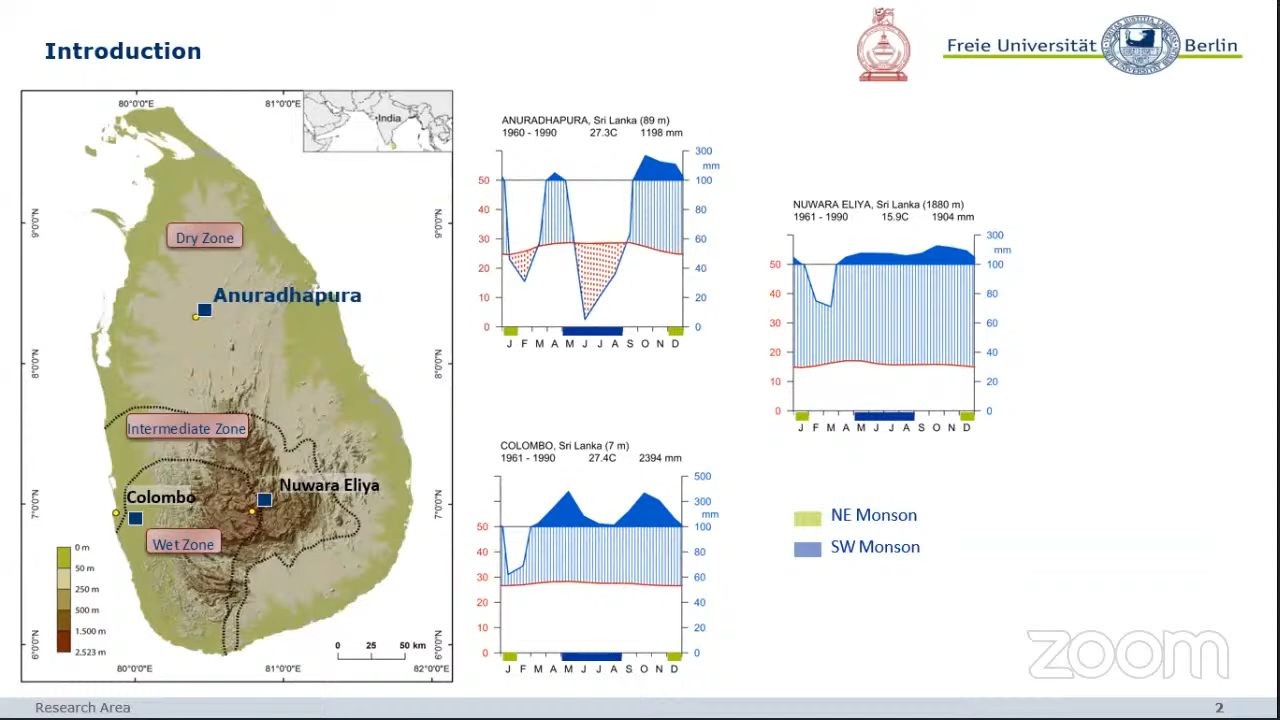 Introduction
Freie Universität Berlin
80°0'0"E 81°0'0"E
India
9°0'0"N 9°0'0"N
Dry Zone
Anuradhapura
8°0'0"N 8°0'0"N
Intermediate Zone
Nuwara Eliya
Colombo
7°0'0"N 7°0'0"N
Wet Zone
0 m
50 m
250 m
500 m
1,500 m
2,523 m
0 25 50 km
6°0'0"N 6°0'0"N
80°0'0"E 81°0'0"E 82°0'0"E
ANURADHAPURA, Sri Lanka (89 m)
1960 - 1990 27.3C 1198 mm
300
mm
50 100
40 80
30 60
20 40
10 20
0 0
J F M A M J J A S O N D
NUWARA ELIYA, Sri Lanka (1880 m)
1961 - 1990 15.9C 1904 mm
300
mm
50 100
40 80
30 60
20 40
10 20
0 0
J F M A M J J A S O N D
COLOMBO, Sri Lanka (7 m)
1961 - 1990 27.4C 2394 mm
500
300
mm
50 100
40 80
30 60
20 40
10 20
0 0
J F M A M J J A S O N D
NE Monson
SW Monson
zoom
Research Area 2